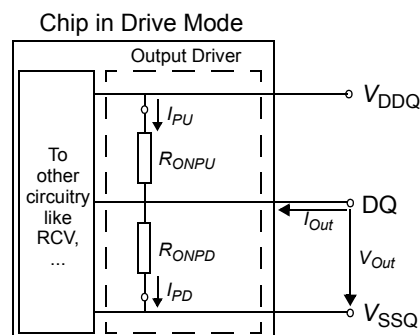 Chip in Drive Mode
Output Driver
To
other
circuitry
like
RCV,
...
I_PU
R_ONPU
R_ONPD
I_PD
V_DDQ
DQ
I_Out
V_Out
V_SSQ